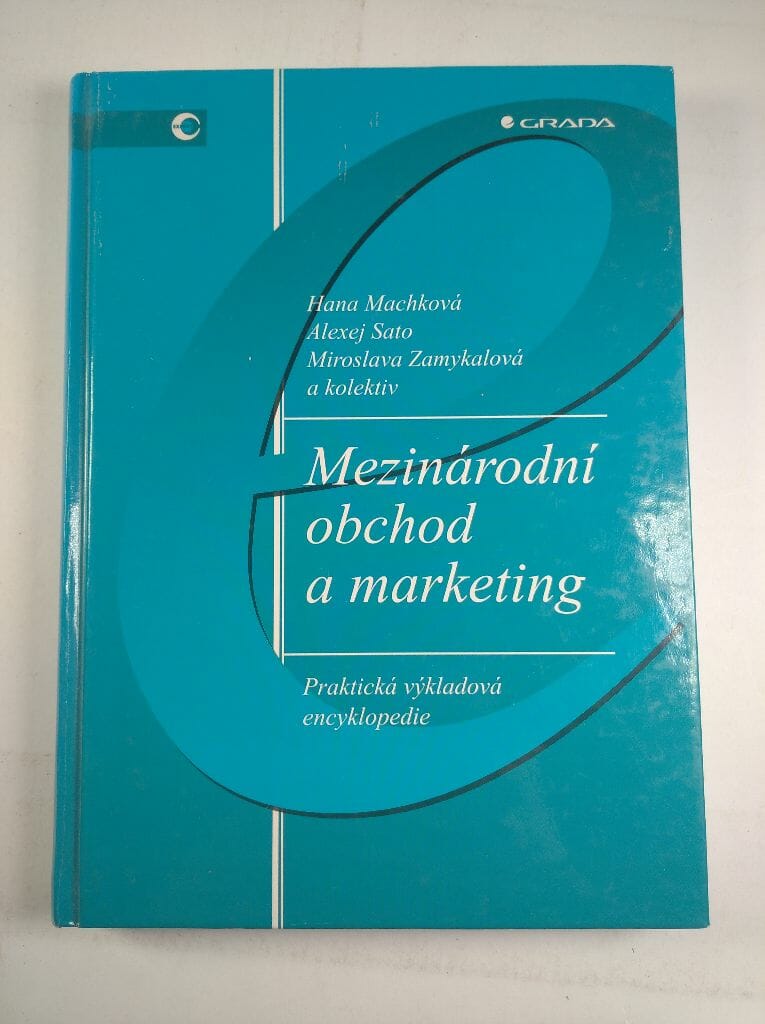 GRADA
Hana Machková
Alexej Sato
Miroslava Zamykalová
a kolektiv
Mezinárodní
obchod
a marketing
Praktická výkladová
encyklopedie